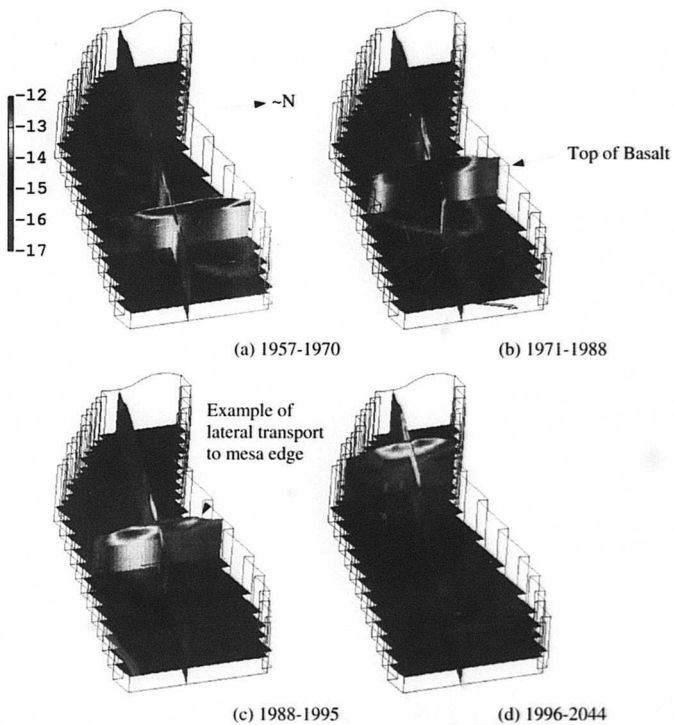 -12
-13
-14
-15
-16
-17
~N
Top of Basalt
(a) 1957-1970
(b) 1971-1988
Example of
lateral transport
to mesa edge
(c) 1988-1995
(d) 1996-2044